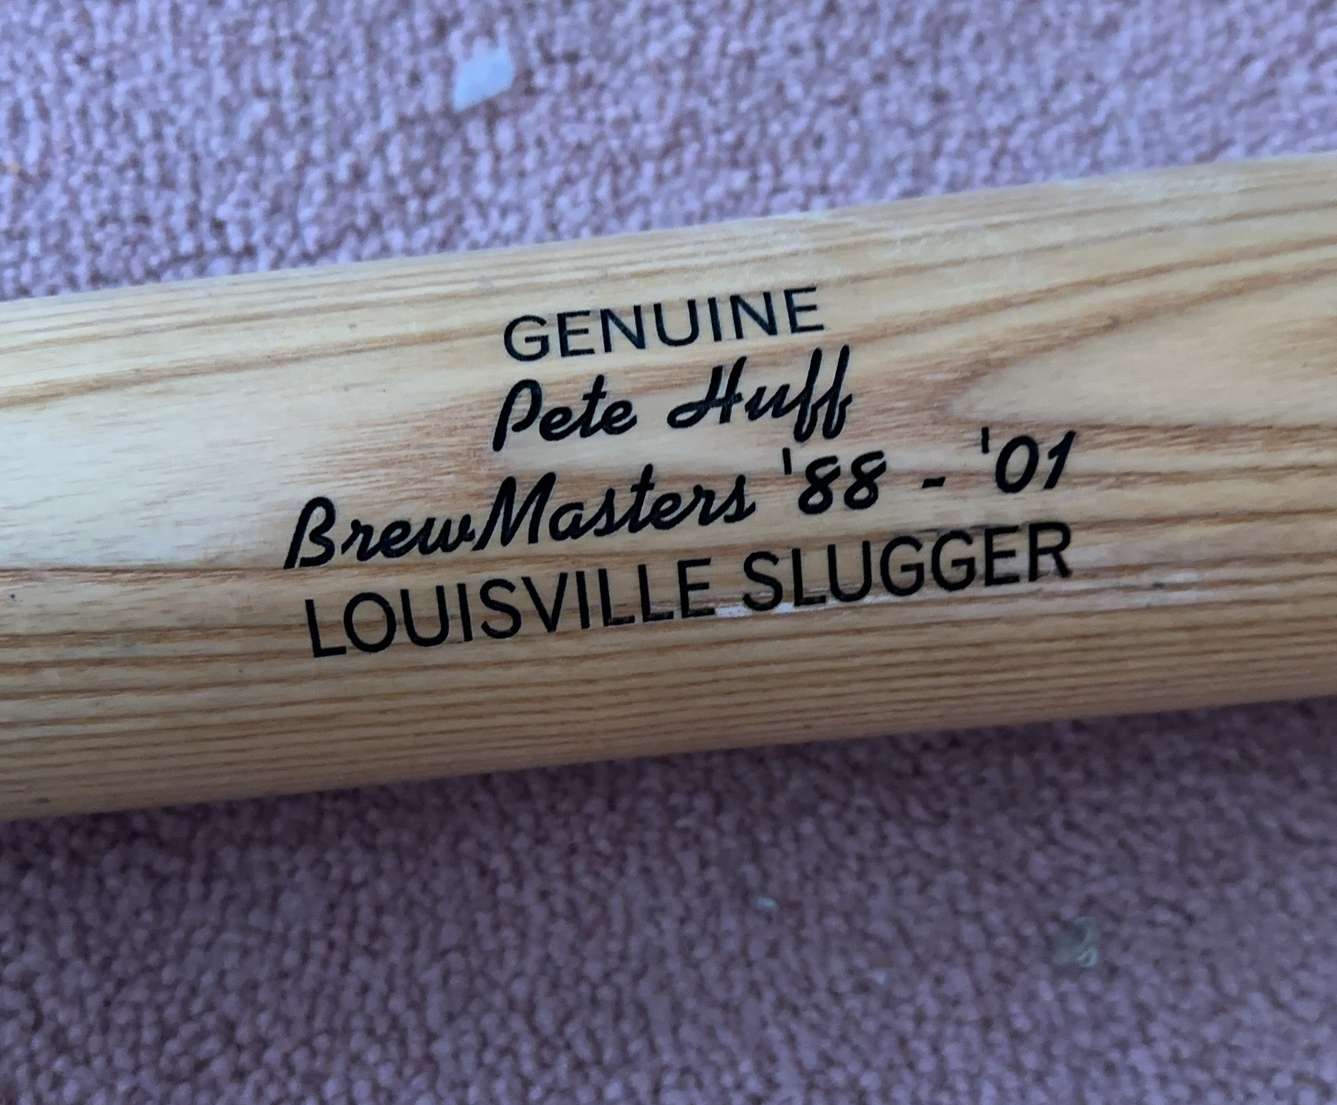 GENUINE
Pete Huff
BrewMasters '88 - '01
LOUISVILLE SLUGGER